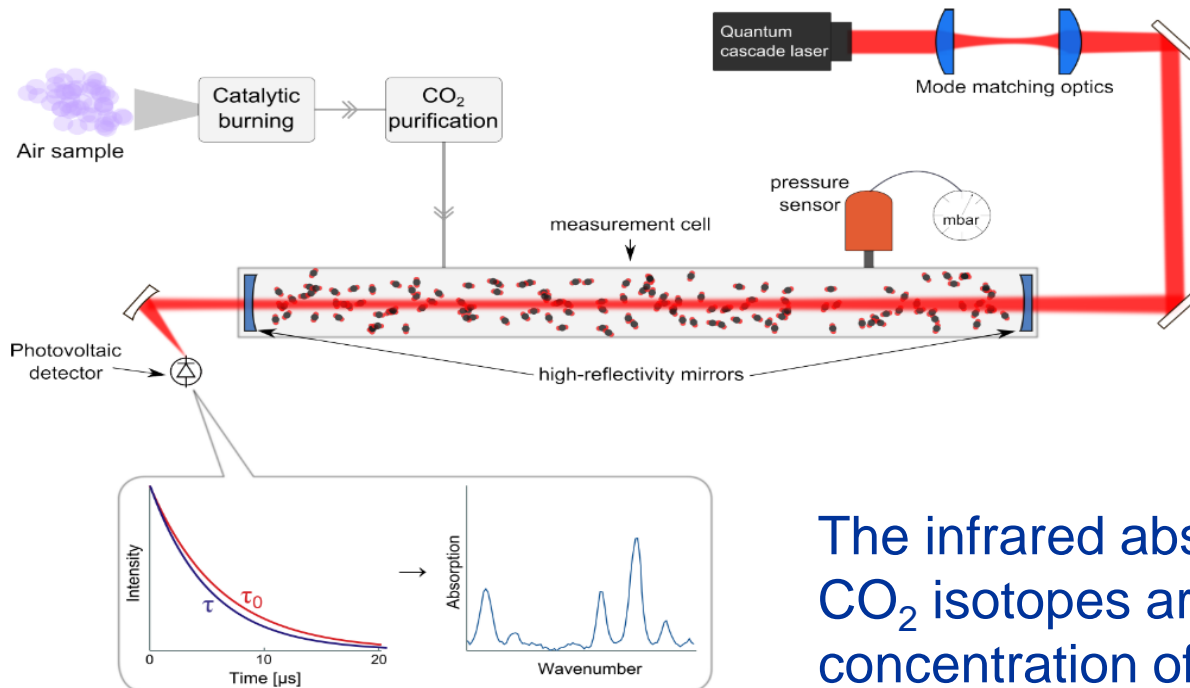 Quantum
cascade laser
Mode matching optics
Air sample
Catalytic
burning
CO₂
purification
pressure
sensor
mbar
measurement cell
Photovoltaic
detector
high-reflectivity mirrors
Intensity
τ
τ₀
0
10
20
Time [µs]
→
Absorption
Wavenumber
The infrared abs
CO₂ isotopes ar
concentration of